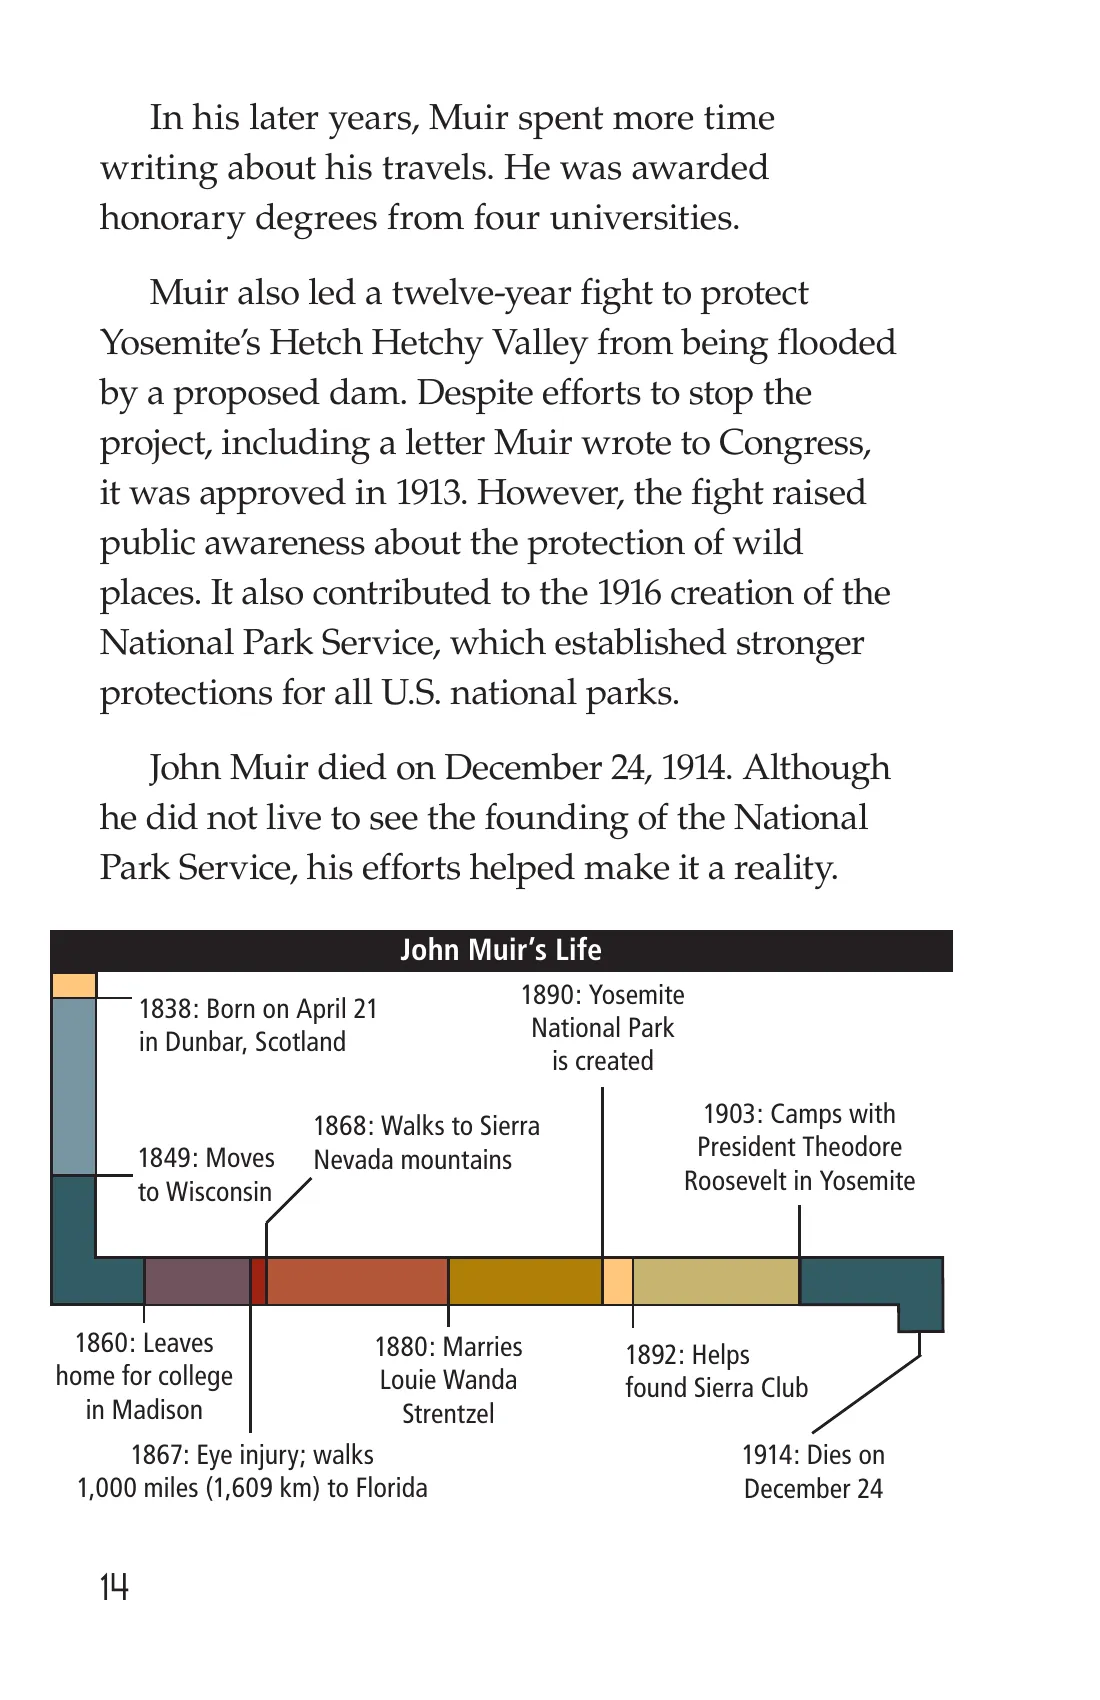 In his later years, Muir spent more time
writing about his travels. He was awarded
honorary degrees from four universities.
Muir also led a twelve-year fight to protect
Yosemite’s Hetch Hetchy Valley from being flooded
by a proposed dam. Despite efforts to stop the
project, including a letter Muir wrote to Congress,
it was approved in 1913. However, the fight raised
public awareness about the protection of wild
places. It also contributed to the 1916 creation of the
National Park Service, which established stronger
protections for all U.S. national parks.
John Muir died on December 24, 1914. Although
he did not live to see the founding of the National
Park Service, his efforts helped make it a reality.
John Muir’s Life
1838: Born on April 21
in Dunbar, Scotland
1849: Moves
to Wisconsin
1860: Leaves
home for college
in Madison
1867: Eye injury; walks
1,000 miles (1,609 km) to Florida
1868: Walks to Sierra
Nevada mountains
1880: Marries
Louie Wanda
Strentzel
1890: Yosemite
National Park
is created
1892: Helps
found Sierra Club
1903: Camps with
President Theodore
Roosevelt in Yosemite
1914: Dies on
December 24
14